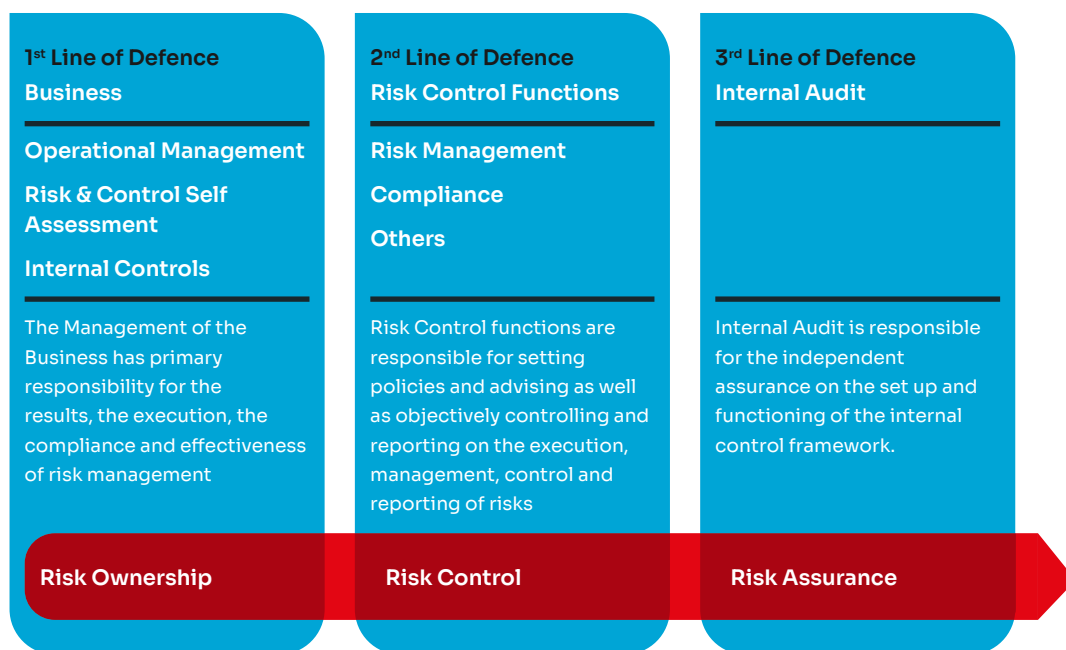 1st Line of Defence
Business
Operational Management
Risk & Control Self
Assessment
Internal Controls
The Management of the
Business has primary
responsibility for the
results, the execution, the
compliance and effectiveness
of risk management
2nd Line of Defence
Risk Control Functions
Risk Management
Compliance
Others
Risk Control functions are
responsible for setting
policies and advising as well
as objectively controlling and
reporting on the execution,
management, control and
reporting of risks
3rd Line of Defence
Internal Audit
Internal Audit is responsible
for the independent
assurance on the set up and
functioning of the internal
control framework.
Risk Ownership
Risk Control
Risk Assurance